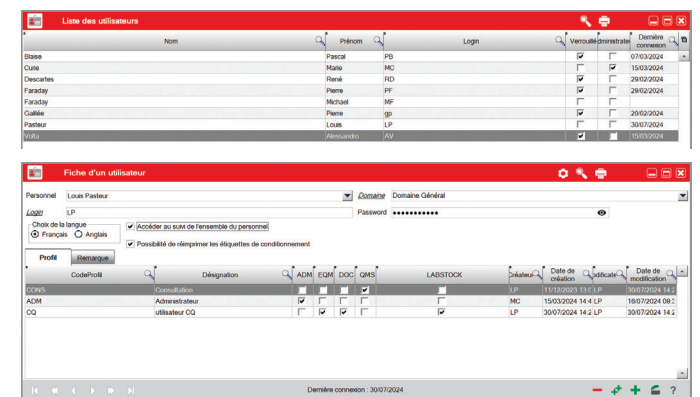 Liste des utilisateurs
Nom Prénom Login Verrouillé dministrate Dernière connexion
Blaise Pascal PB 07/03/2024
Curie Marie MC 15/03/2024
Descartes René RD 29/02/2024
Faraday Pierre PF 29/02/2024
Faraday Michael MF
Galilée Pierre gp 20/02/2024
Pasteur Louis LP 30/07/2024
Volta Alessandro AV 15/03/2024
Fiche d'un utilisateur
Personnel Louis Pasteur Domaine Domaine Général
Login LP Password •••••••••••
Choix de la langue Accéder au suivi de l'ensemble du personnel
Français Anglais
Possibilité de réimprimer les étiquettes de conditionnement
Profil Remarque
CodeProfil Désignation ADM EQM DOC QMS LABSTOCK Créateur Date de création odificate Date de modification
CONS Consultation LP 11/12/2023 LP 30/07/2024 14:2
ADM Administrateur MC 15/03/2024 14:4 LP 16/07/2024 09:3
CQ utilisateur CQ LP 30/07/2024 14:2 LP 30/07/2024 14:2
Dernière connexion : 30/07/2024